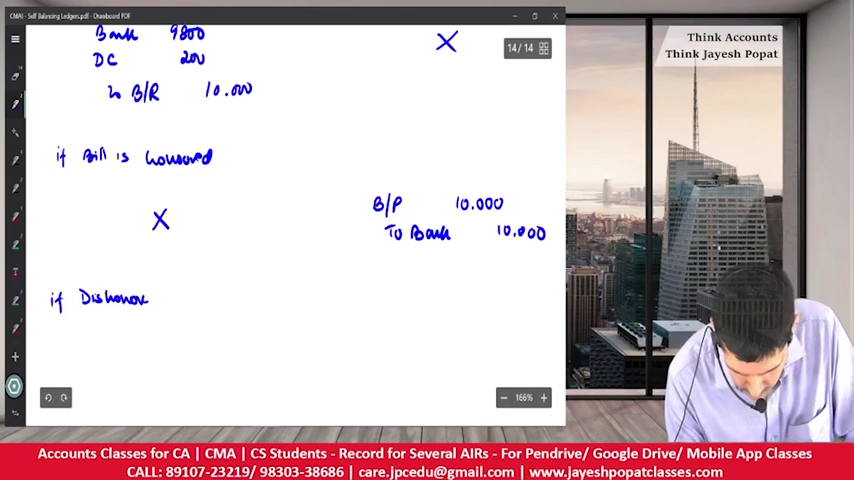 CMAI - Self Balancing Ledgers.pdf - Drawboard PDF
Think Accounts
Think Jayesh Popat
14 / 14
Bank 9800
DC 200
To B/R 10.000
X
if Bill is honoured
X
B/P 10.000
To Bank 10.000
if Dishonour
166%
Accounts Classes for CA | CMA | CS Students - Record for Several AIRs - For Pendrive/ Google Drive/ Mobile App Classes
CALL: 89107-23219/ 98303-38686 | care.jpcedu@gmail.com | www.jayeshpopatclasses.com